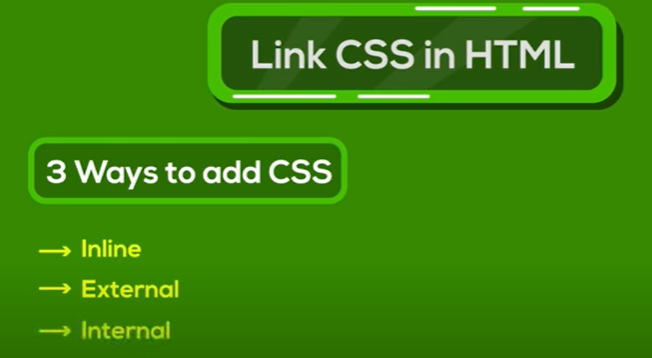 Link CSS in HTML
3 Ways to add CSS
→ Inline
→ External
→ Internal